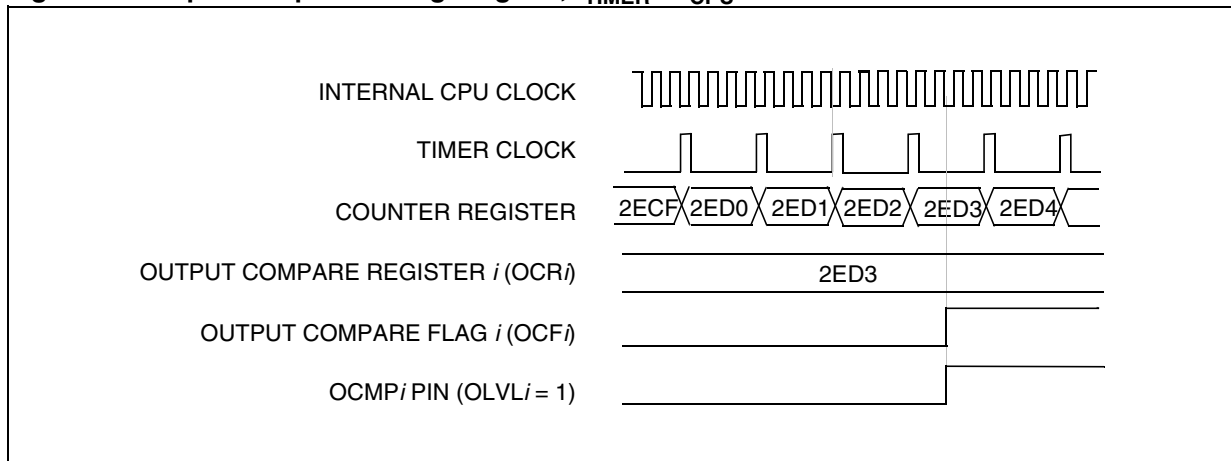 TIMER
INTERNAL CPU CLOCK
TIMER CLOCK
COUNTER REGISTER 2ECF 2ED0 2ED1 2ED2 2ED3 2ED4
OUTPUT COMPARE REGISTER i (OCRi) 2ED3
OUTPUT COMPARE FLAG i (OCFi)
OCMPi PIN (OLVLi = 1)